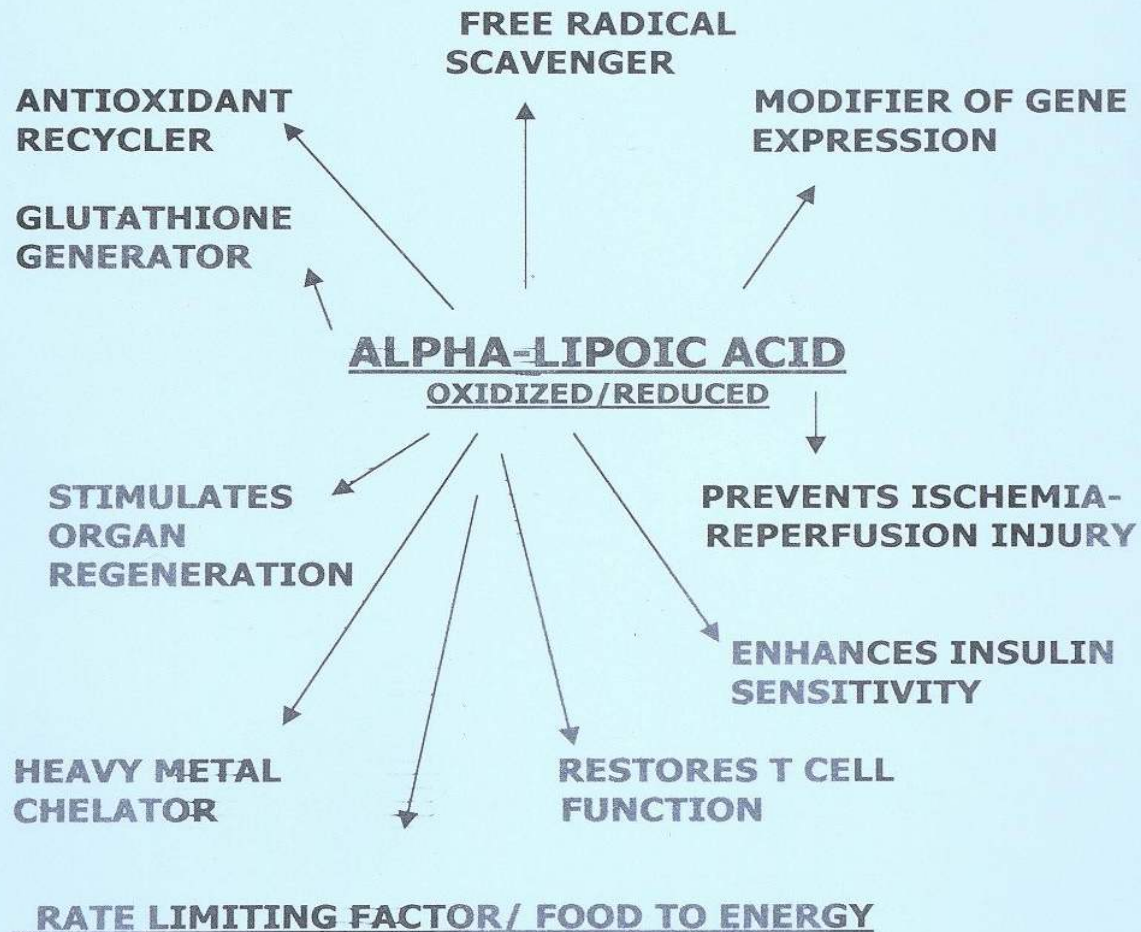 FREE RADICAL
SCAVENGER
ANTIOXIDANT
RECYCLER
MODIFIER OF GENE
EXPRESSION
GLUTATHIONE
GENERATOR
ALPHA-LIPOIC ACID
OXIDIZED/REDUCED
STIMULATES
ORGAN
REGENERATION
PREVENTS ISCHEMIA-
REPERFUSION INJURY
ENHANCES INSULIN
SENSITIVITY
HEAVY METAL
CHELATOR
RESTORES T CELL
FUNCTION
RATE LIMITING FACTOR/ FOOD TO ENERGY